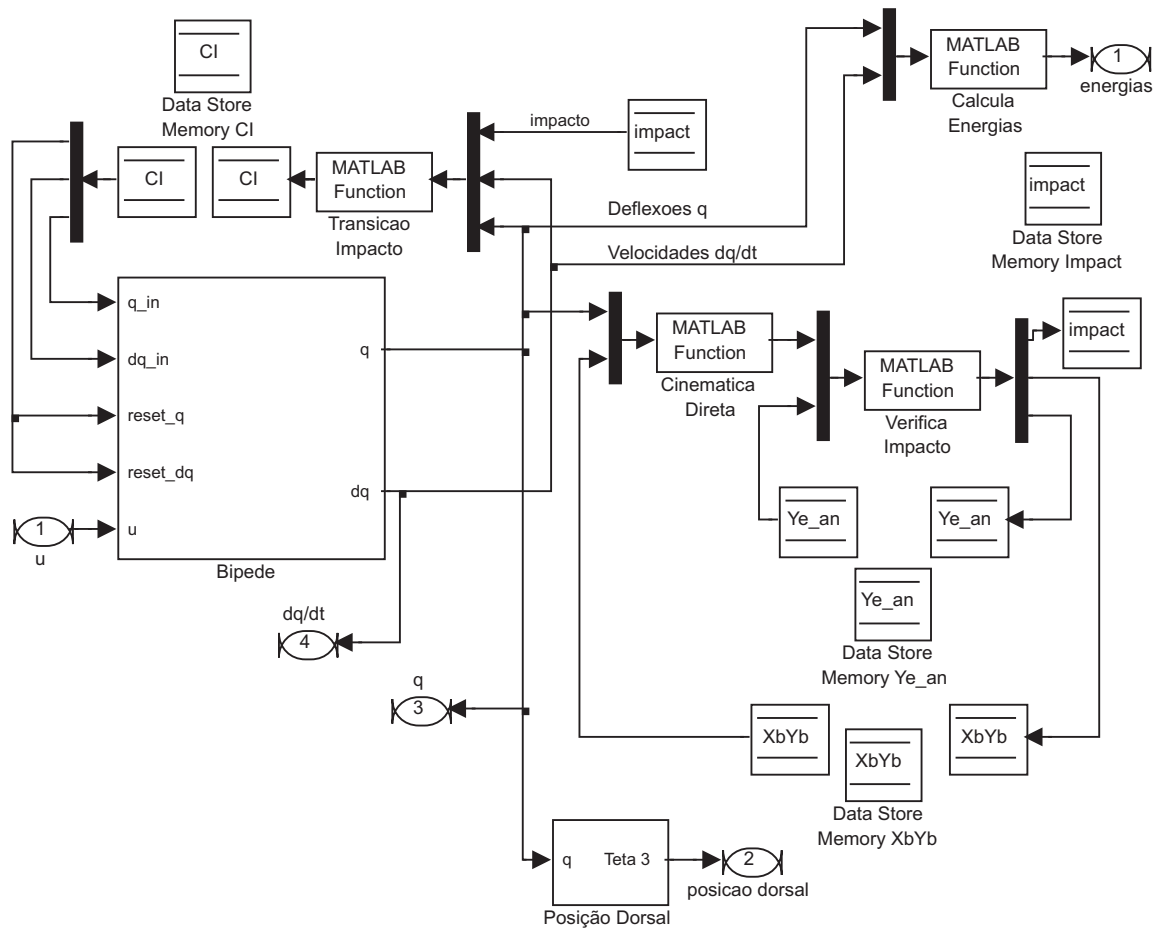 CI
Data Store
Memory CI
MATLAB
Function
1
energias
Calcula
Energias
impacto
impact
CI
CI
MATLAB
Function
Transicao
Impacto
impact
Data Store
Memory Impact
Deflexoes q
Velocidades dq/dt
q_in
dq_in
reset_q
reset_dq
u
q
dq
Bipede
1
u
MATLAB
Function
Cinematica
Direta
MATLAB
Function
Verifica
Impacto
impact
Ye_an
Ye_an
Ye_an
Data Store
Memory Ye_an
dq/dt
4
q
3
XbYb
XbYb
XbYb
Data Store
Memory XbYb
q
Teta 3
Posição Dorsal
2
posicao dorsal